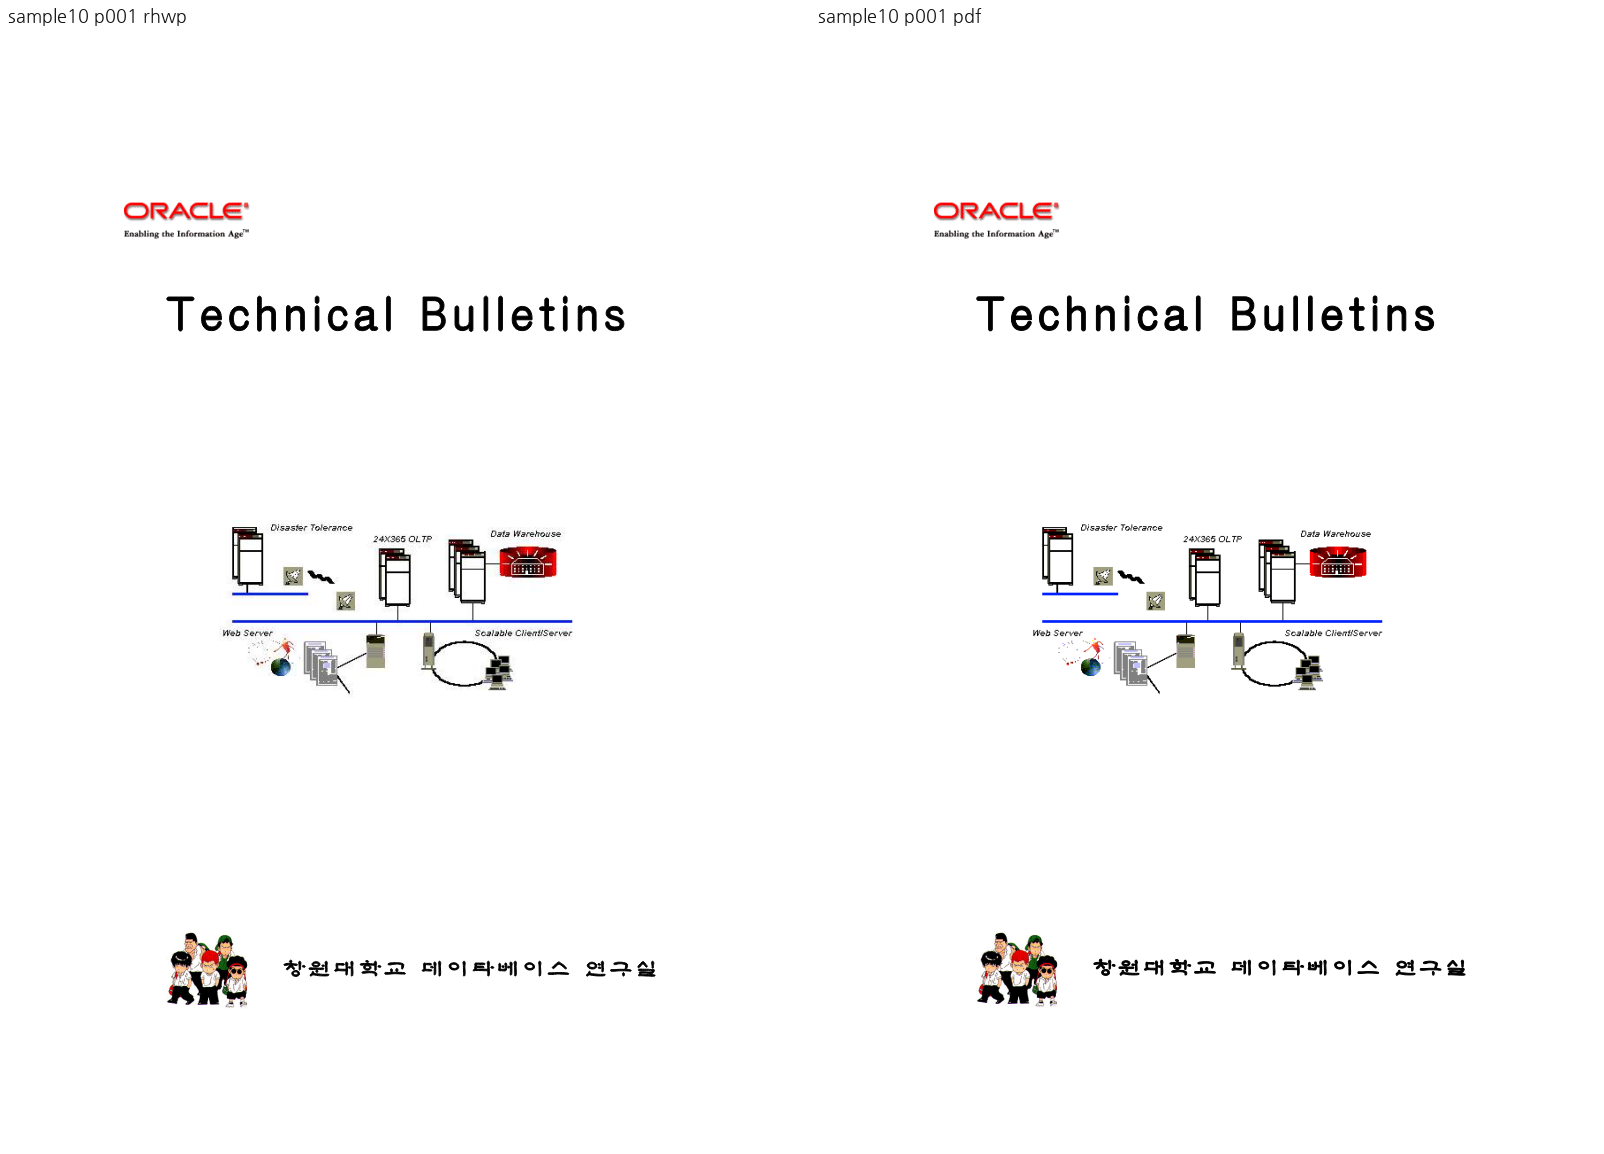 sample10 p001 rhwp
sample10 p001 pdf
ORACLE®
Enabling the Information Age™
ORACLE®
Enabling the Information Age™
Technical Bulletins
Technical Bulletins
Disaster Tolerance
24X365 OLTP
Data Warehouse
Web Server
Scalable Client/Server
Disaster Tolerance
24X365 OLTP
Data Warehouse
Web Server
Scalable Client/Server
창원대학교 데이타베이스 연구실
창원대학교 데이타베이스 연구실